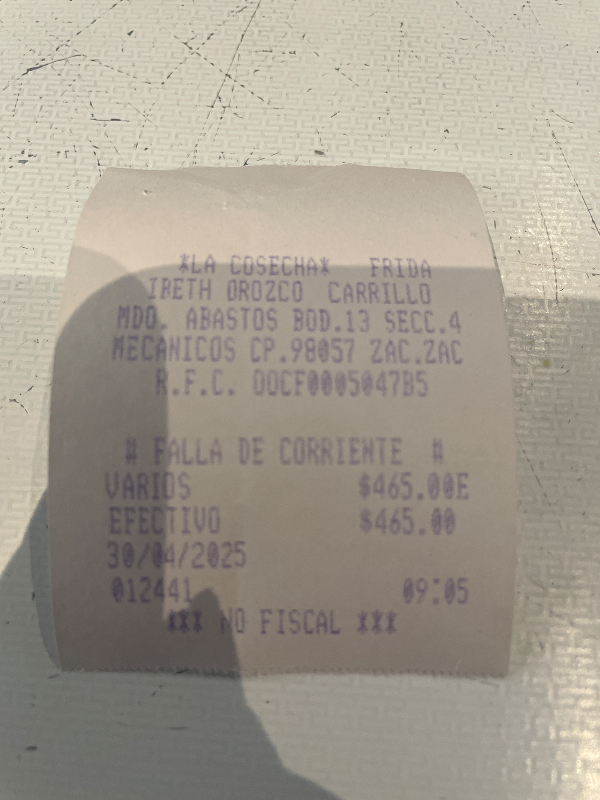 *LA COSECHA* FRIDA
IBETH OROZCO CARRILLO
MDO. ABASTOS BOD.13 SECC.4
MECANICOS CP.98057 ZAC.ZAC
R.F.C. OOCF0005047B5
# FALLA DE CORRIENTE #
VARIOS $465.00E
EFECTIVO $465.00
30/04/2025
012441 09:05
*** NO FISCAL ***